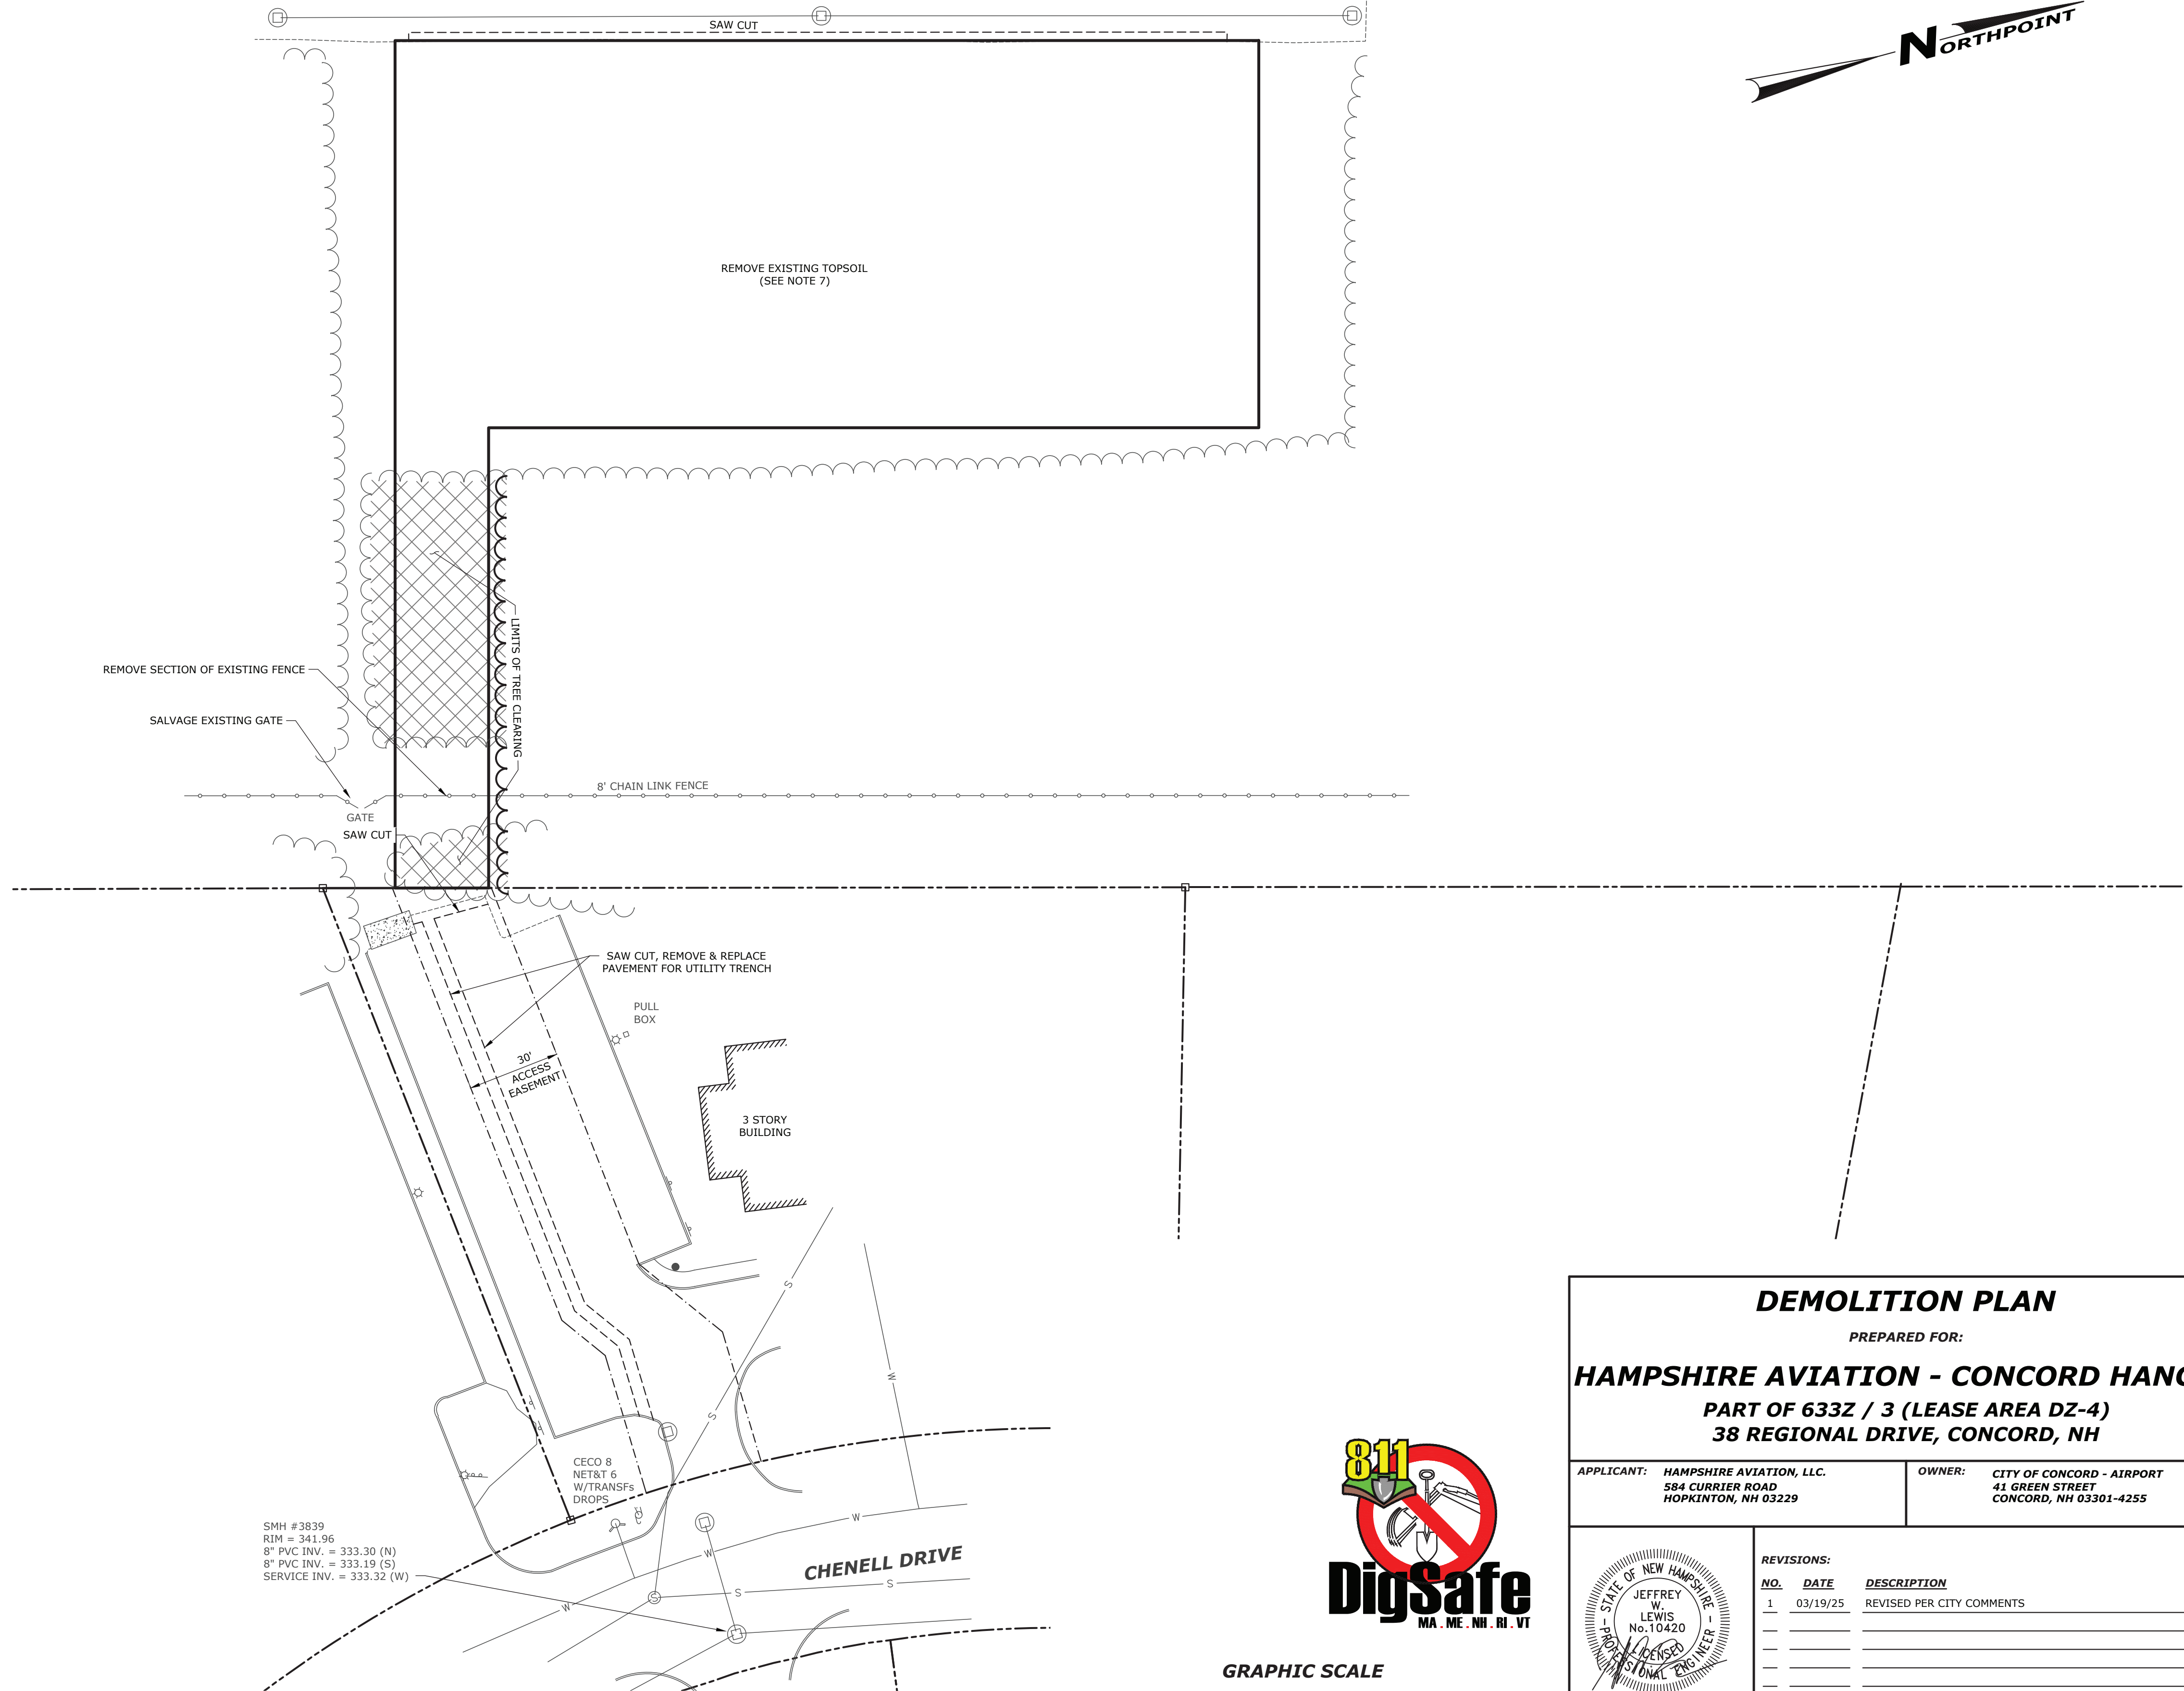 SAW CUT
NORTHPOINT
REMOVE EXISTING TOPSOIL
(SEE NOTE 7)
LIMITS OF TREE CLEARING
REMOVE SECTION OF EXISTING FENCE
SALVAGE EXISTING GATE
8' CHAIN LINK FENCE
GATE
SAW CUT
SAW CUT, REMOVE & REPLACE
PAVEMENT FOR UTILITY TRENCH
PULL
BOX
30'
ACCESS
EASEMENT
3 STORY
BUILDING
S
W
S
CECO 8
NET&T 6
W/TRANSFs
DROPS
SMH #3839
RIM = 341.96
8" PVC INV. = 333.30 (N)
8" PVC INV. = 333.19 (S)
SERVICE INV. = 333.32 (W)
W
W
W
CHENELL DRIVE
S
S
S
811
DigSafe
MA . ME . NH . RI . VT
GRAPHIC SCALE
DEMOLITION PLAN
PREPARED FOR:
HAMPSHIRE AVIATION - CONCORD
PART OF 633Z / 3 (LEASE AREA DZ-4)
38 REGIONAL DRIVE, CONCORD, NH
APPLICANT: HAMPSHIRE AVIATION, LLC.
584 CURRIER ROAD
HOPKINTON, NH 03229
OWNER: CITY OF CONCORD - AIRPORT
41 GREEN STREET
CONCORD, NH 03301-4255
STATE OF NEW HAMPSHIRE
JEFFREY
W.
LEWIS
No.10420
LICENSED
PROFESSIONAL ENGINEER
REVISIONS:
NO. DATE DESCRIPTION
1 03/19/25 REVISED PER CITY COMMENTS